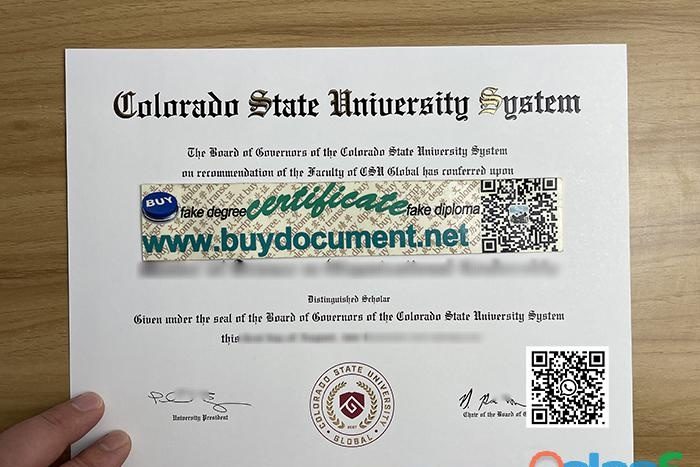 Colorado State University System
The Board of Governors of the Colorado State University System
on recommendation of the Faculty of CSU Global has conferred upon
BUY fake degree certificate fake diploma
www.buydocument.net
Distinguished Scholar
Given under the seal of the Board of Governors of the Colorado State University System
this
COLORADO STATE UNIVERSITY
GLOBAL
University President
Chair of the Board of G